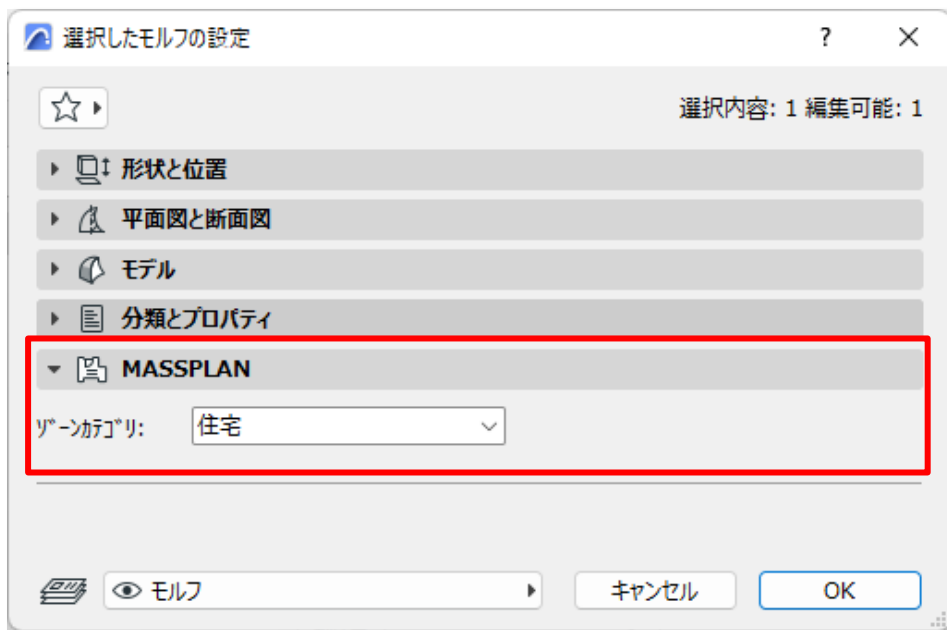 選択したモルフの設定
?
選択内容: 1 編集可能: 1
形状と位置
平面図と断面図
モデル
分類とプロパティ
MASSPLAN
ｿﾞｰﾝｶﾃｺﾞﾘ: 住宅
モルフ キャンセル OK